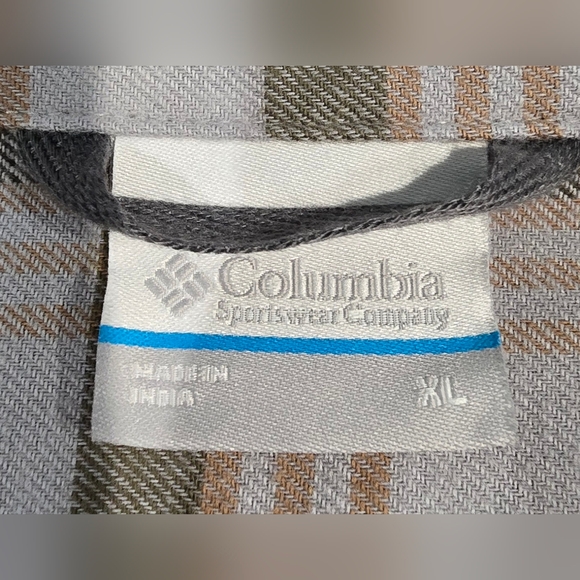 Columbia
Sportswear Company
MADE IN
INDIA
XL